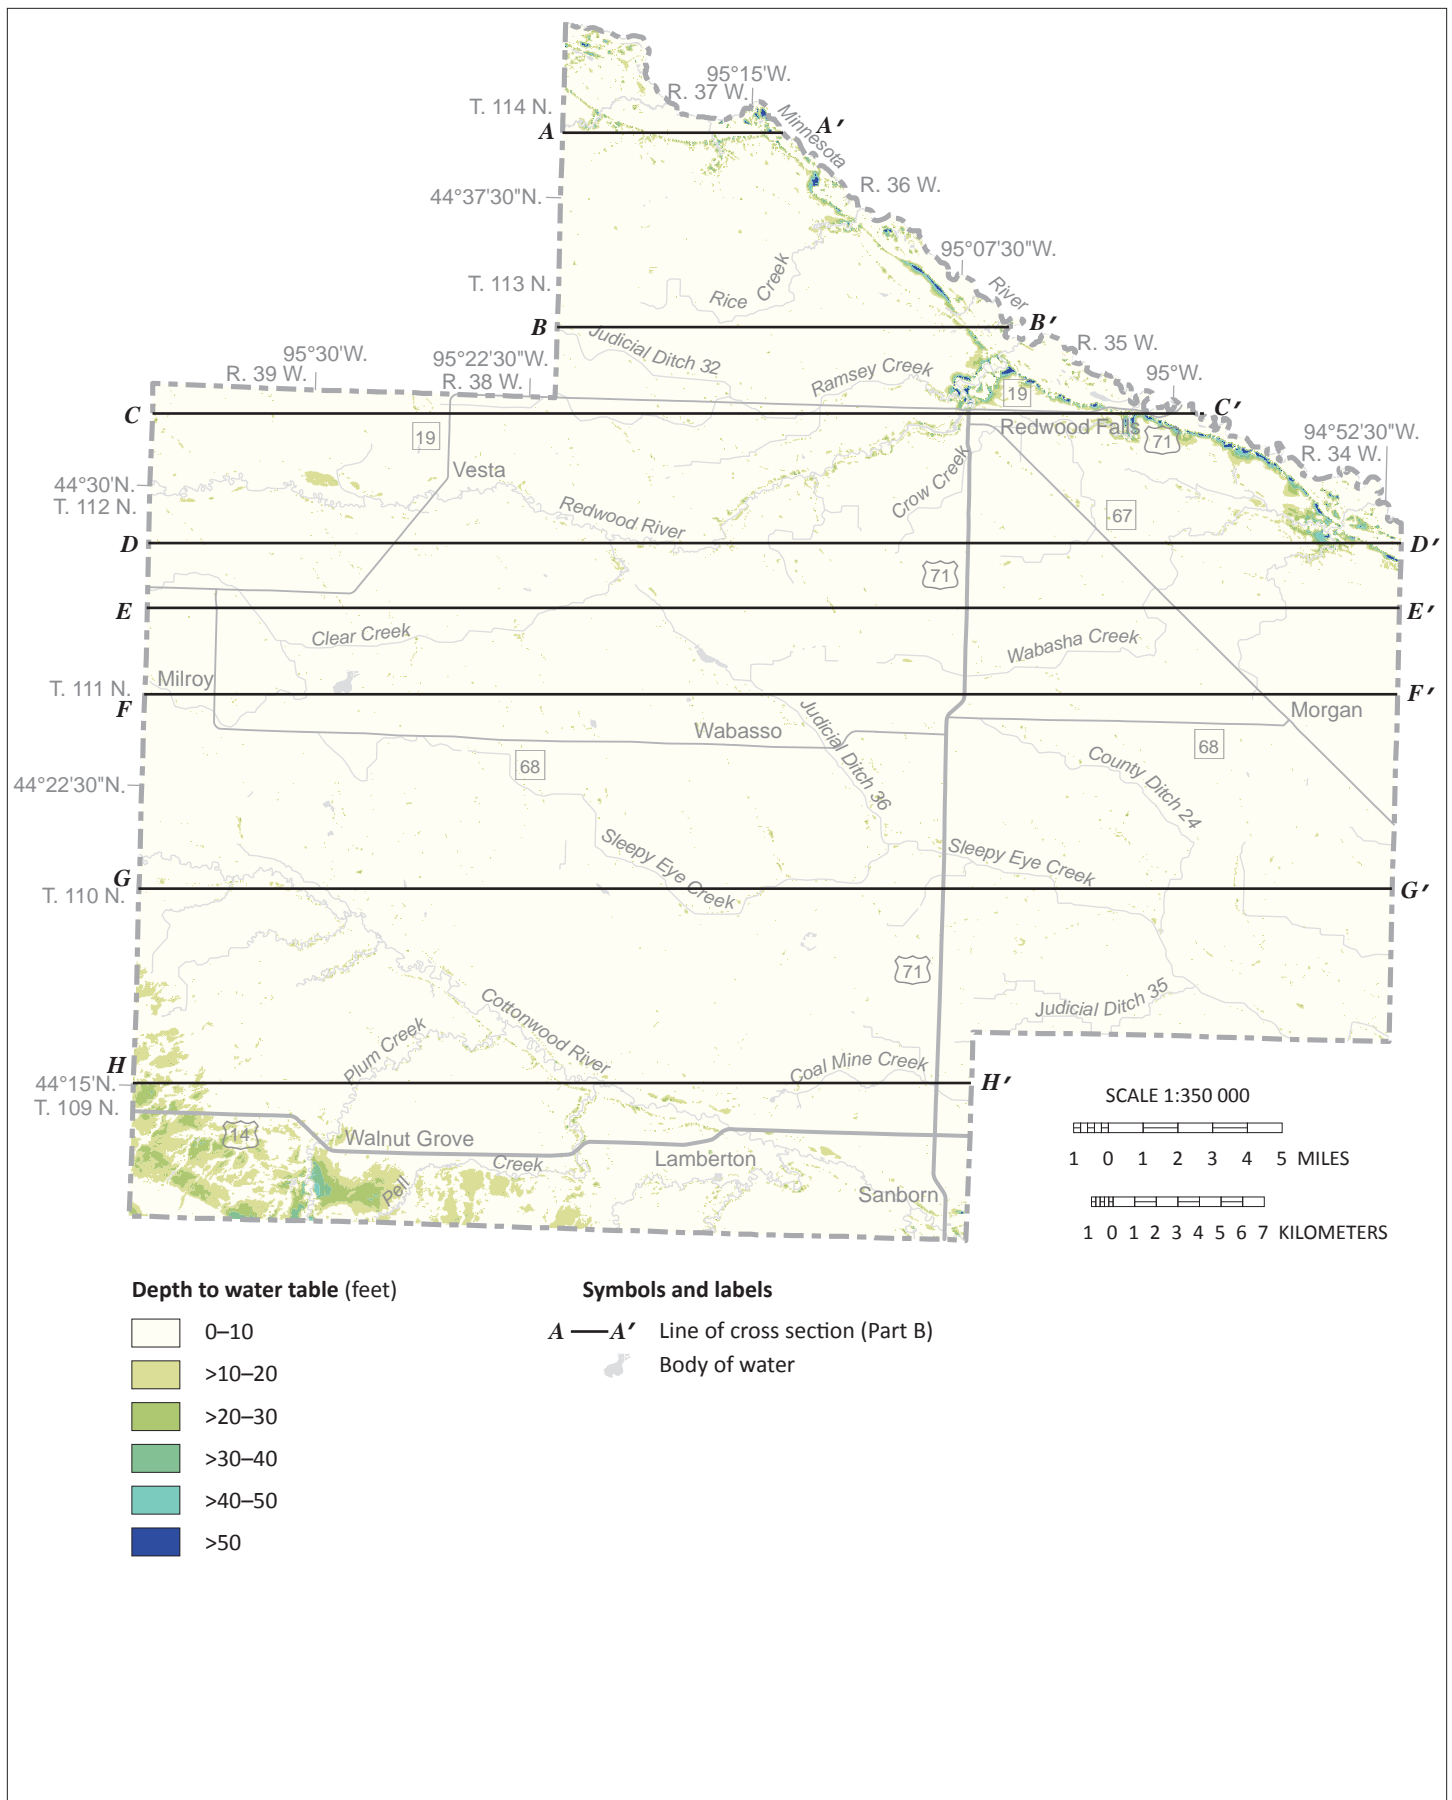 95°15'W.
R. 37 W.
T. 114 N.
A
A′
Minnesota
R. 36 W.
44°37'30"N.
95°07'30"W.
Rice Creek
T. 113 N.
River
B
B′
Judicial Ditch 32
R. 35 W.
95°30'W.
95°22'30"W.
R. 39 W.
R. 38 W.
Ramsey Creek
95°W.
19
C
C′
Redwood Falls
19
71
94°52'30"W.
R. 34 W.
Vesta
44°30'N.
T. 112 N.
Redwood River
Crow Creek
67
D
D′
71
E
E′
Clear Creek
Wabasha Creek
Milroy
T. 111 N.
F
F′
Judicial Ditch 36
Wabasso
Morgan
68
68
County Ditch 24
44°22'30"N.
Sleepy Eye Creek
Sleepy Eye Creek
G
G′
T. 110 N.
71
Cottonwood River
Judicial Ditch 35
Plum Creek
Coal Mine Creek
H
H′
44°15'N.
T. 109 N.
14
Walnut Grove
Pell Creek
Lamberton
Sanborn
SCALE 1:350 000
1 0 1 2 3 4 5 MILES
1 0 1 2 3 4 5 6 7 KILOMETERS
Depth to water table (feet)
0–10
>10–20
>20–30
>30–40
>40–50
>50
Symbols and labels
A — A′ Line of cross section (Part B)
Body of water